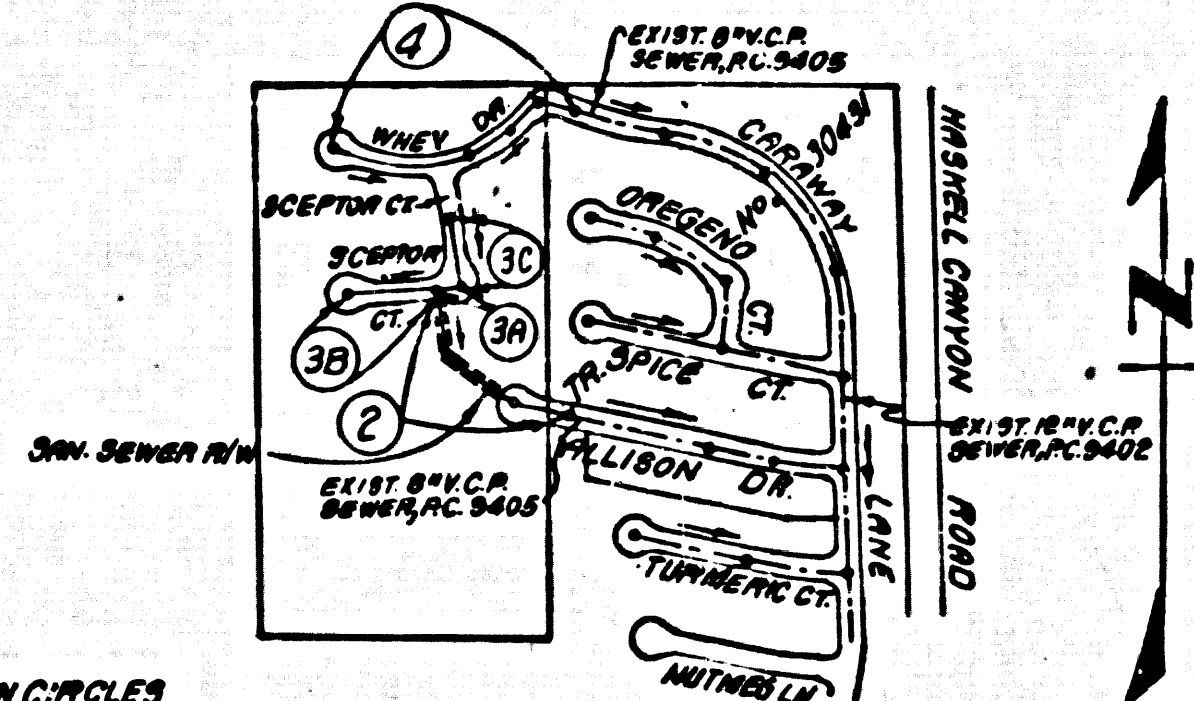 4
EXIST. 8" V.C.P.
SEWER, P.C. 9405
WHEY DR.
CARAWAY
NO. 30431
HASKELL CANYON
SCEPTOR CT.
OREGENO
CT.
SCEPTOR
CT.
3C
3A
3B
N
SPICE CT.
TR.
2
SAN. SEWER R/W
EXIST. 12" V.C.P.
SEWER, P.C. 9402
ALLISON DR.
EXIST. 8" V.C.P.
SEWER, P.C. 9405
LANE
ROAD
TURMERIC CT.
NUTMEG LN
N CIRCLES